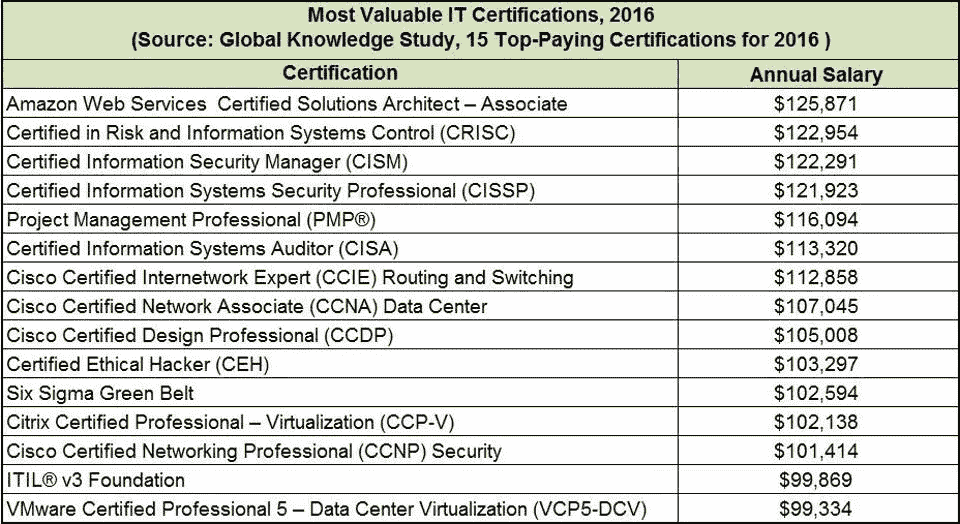 Most Valuable IT Certifications, 2016
(Source: Global Knowledge Study, 15 Top-Paying Certifications for 2016 )
Certification Annual Salary
Amazon Web Services Certified Solutions Architect – Associate $125,871
Certified in Risk and Information Systems Control (CRISC) $122,954
Certified Information Security Manager (CISM) $122,291
Certified Information Systems Security Professional (CISSP) $121,923
Project Management Professional (PMP®) $116,094
Certified Information Systems Auditor (CISA) $113,320
Cisco Certified Internetwork Expert (CCIE) Routing and Switching $112,858
Cisco Certified Network Associate (CCNA) Data Center $107,045
Cisco Certified Design Professional (CCDP) $105,008
Certified Ethical Hacker (CEH) $103,297
Six Sigma Green Belt $102,594
Citrix Certified Professional – Virtualization (CCP-V) $102,138
Cisco Certified Networking Professional (CCNP) Security $101,414
ITIL® v3 Foundation $99,869
VMware Certified Professional 5 – Data Center Virtualization (VCP5-DCV) $99,334